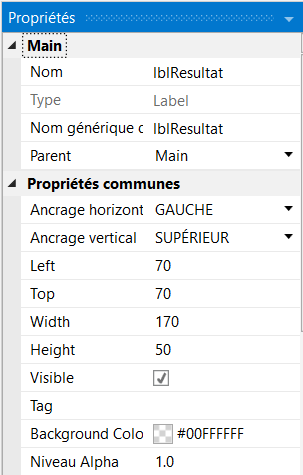 Propriétés
Main
Nom lblResultat
Type Label
Nom générique d lblResultat
Parent Main
Propriétés communes
Ancrage horizont GAUCHE
Ancrage vertical SUPÉRIEUR
Left 70
Top 70
Width 170
Height 50
Visible
Tag
Background Colo #00FFFFFF
Niveau Alpha 1.0